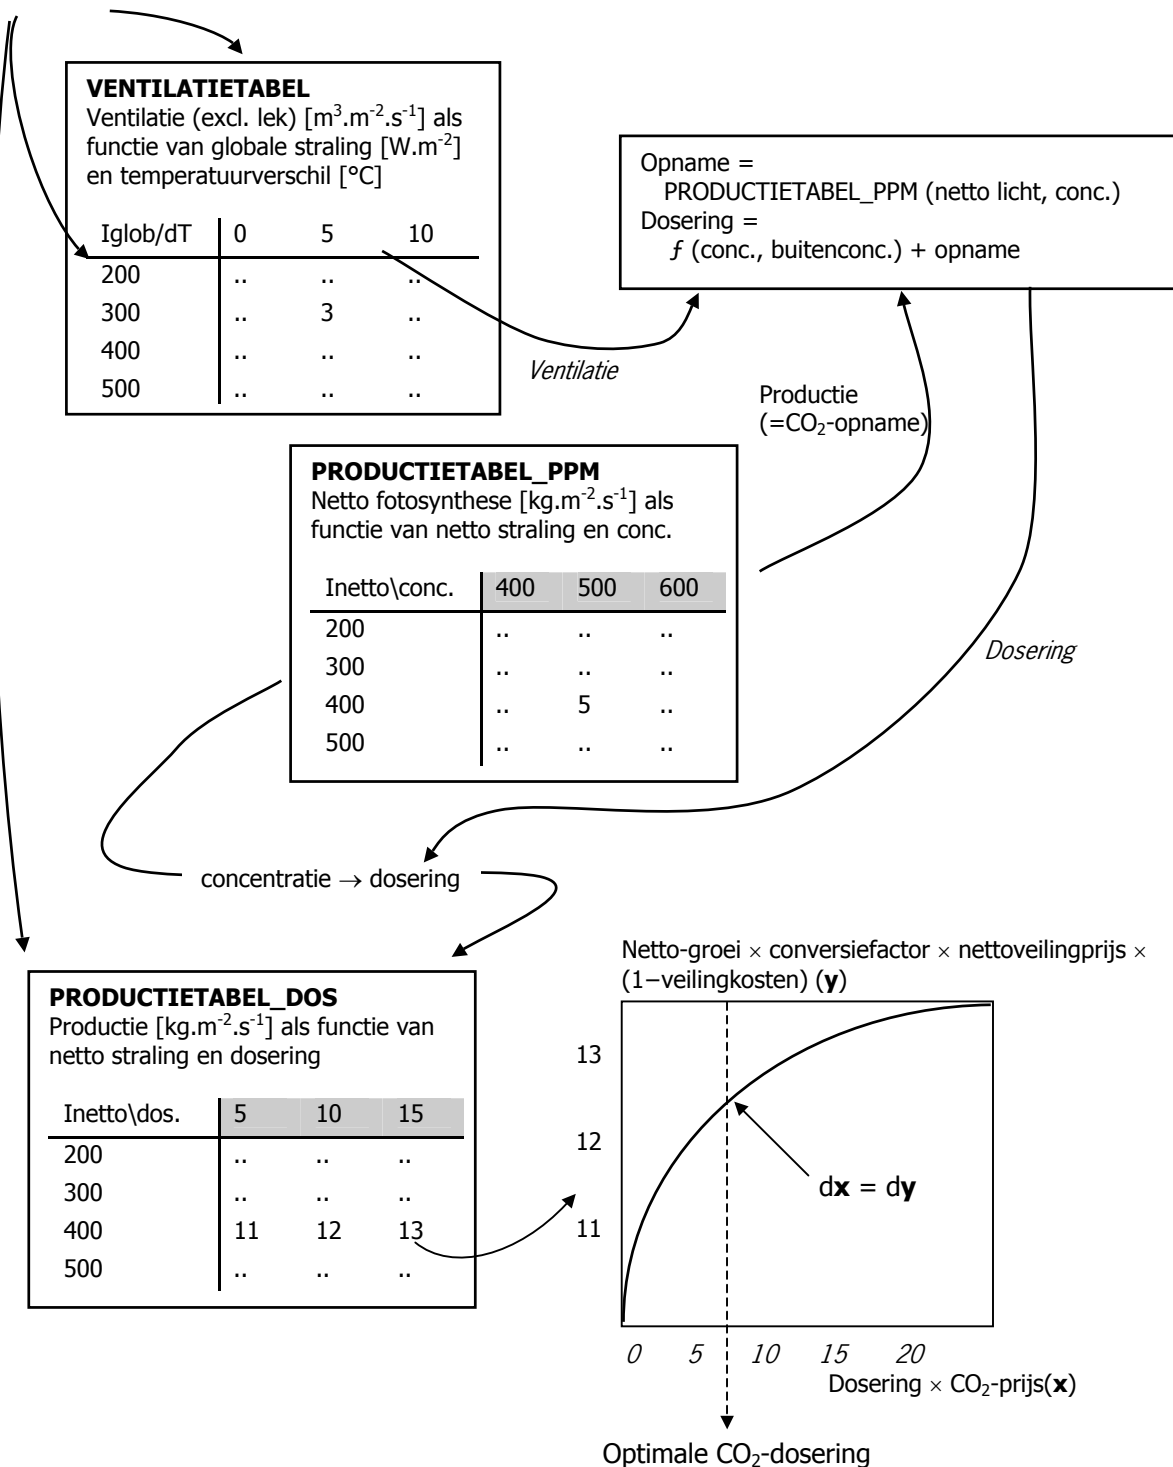 VENTILATIETABEL
Ventilatie (excl. lek) [m³.m⁻².s⁻¹] als
functie van globale straling [W.m⁻²]
en temperatuurverschil [°C]
Iglob/dT 0 5 10
200 .. .. ..
300 .. 3 ..
400 .. .. ..
500 .. .. ..
Opname =
PRODUCTIETABEL_PPM (netto licht, conc.)
Dosering =
ƒ (conc., buitenconc.) + opname
Ventilatie
Productie
(=CO₂-opname)
PRODUCTIETABEL_PPM
Netto fotosynthese [kg.m⁻².s⁻¹] als
functie van netto straling en conc.
Inetto\conc. 400 500 600
200 .. .. ..
300 .. .. ..
400 .. 5 ..
500 .. .. ..
Dosering
concentratie → dosering
PRODUCTIETABEL_DOS
Productie [kg.m⁻².s⁻¹] als functie van
netto straling en dosering
Inetto\dos. 5 10 15
200 .. .. ..
300 .. .. ..
400 11 12 13
500 .. .. ..
Netto-groei × conversiefactor × nettoveilingprijs ×
(1−veilingkosten) (y)
13
12
11
dx = dy
0 5 10 15 20
Dosering × CO₂-prijs(x)
Optimale CO₂-dosering